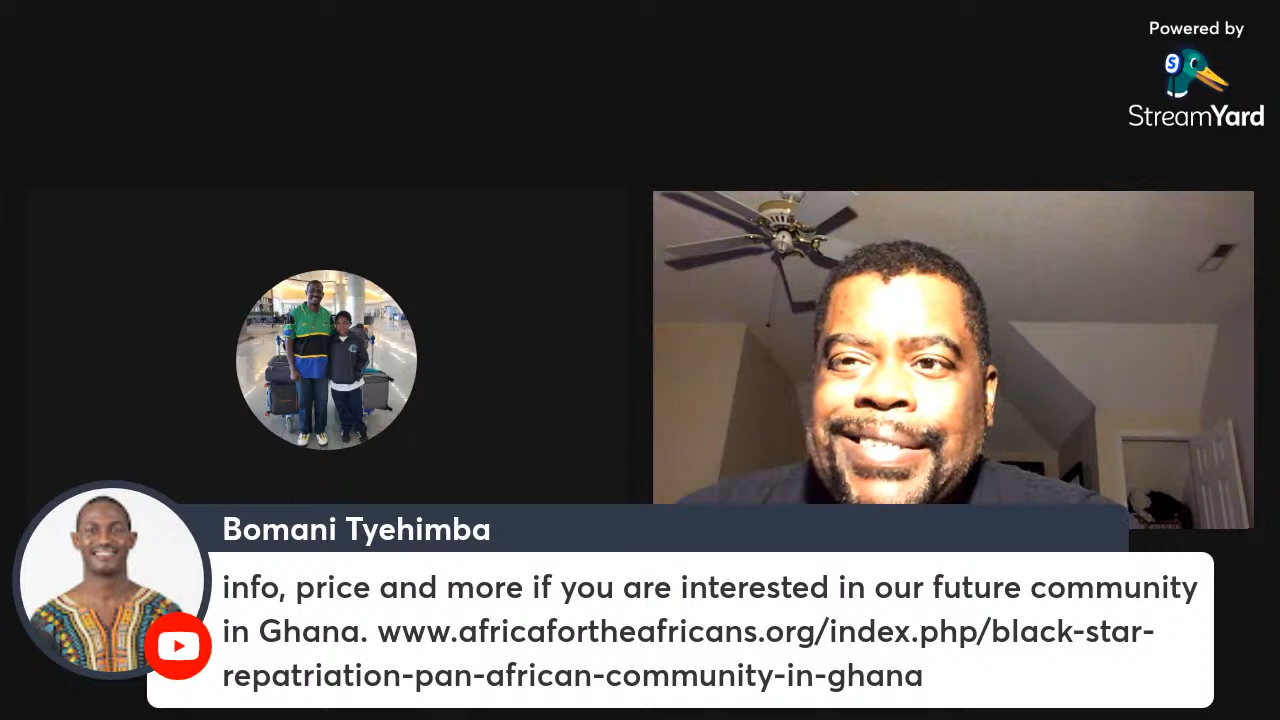 Powered by
S
StreamYard
Bomani Tyehimba
info, price and more if you are interested in our future community
in Ghana. www.africafortheafricans.org/index.php/black-star-
repatriation-pan-african-community-in-ghana